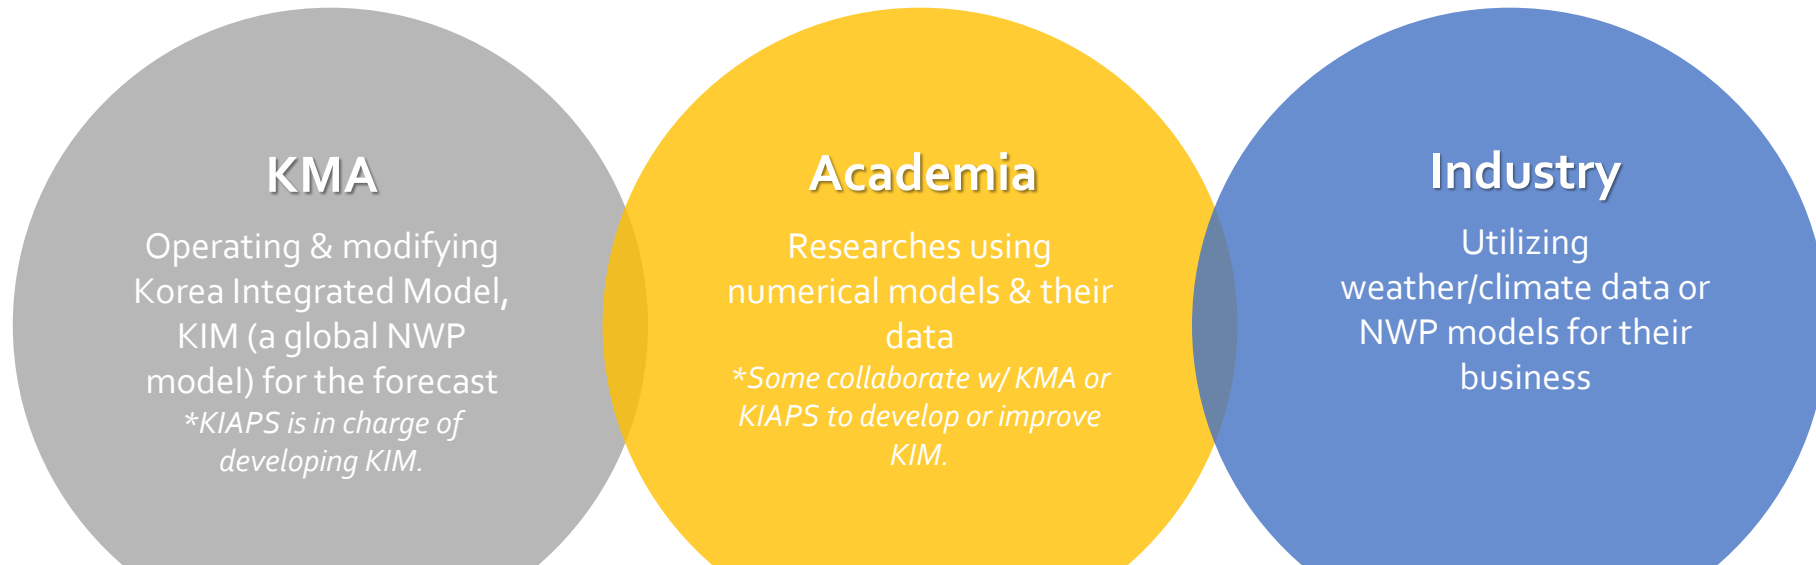 KMA
Operating & modifying
Korea Integrated Model,
KIM (a global NWP
model) for the forecast
*KIAPS is in charge of
developing KIM.
Academia
Researches using
numerical models & their
data
*Some collaborate w/ KMA or
KIAPS to develop or improve
KIM.
Industry
Utilizing
weather/climate data or
NWP models for their
business